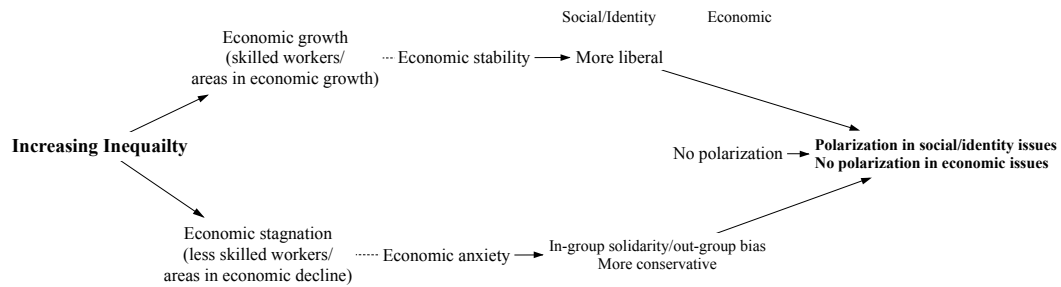 Social/Identity
Economic
Economic growth
(skilled workers/
areas in economic growth)
Economic stability
More liberal
Increasing Inequailty
No polarization
Polarization in social/identity issues
No polarization in economic issues
Economic stagnation
(less skilled workers/
areas in economic decline)
Economic anxiety
In-group solidarity/out-group bias
More conservative